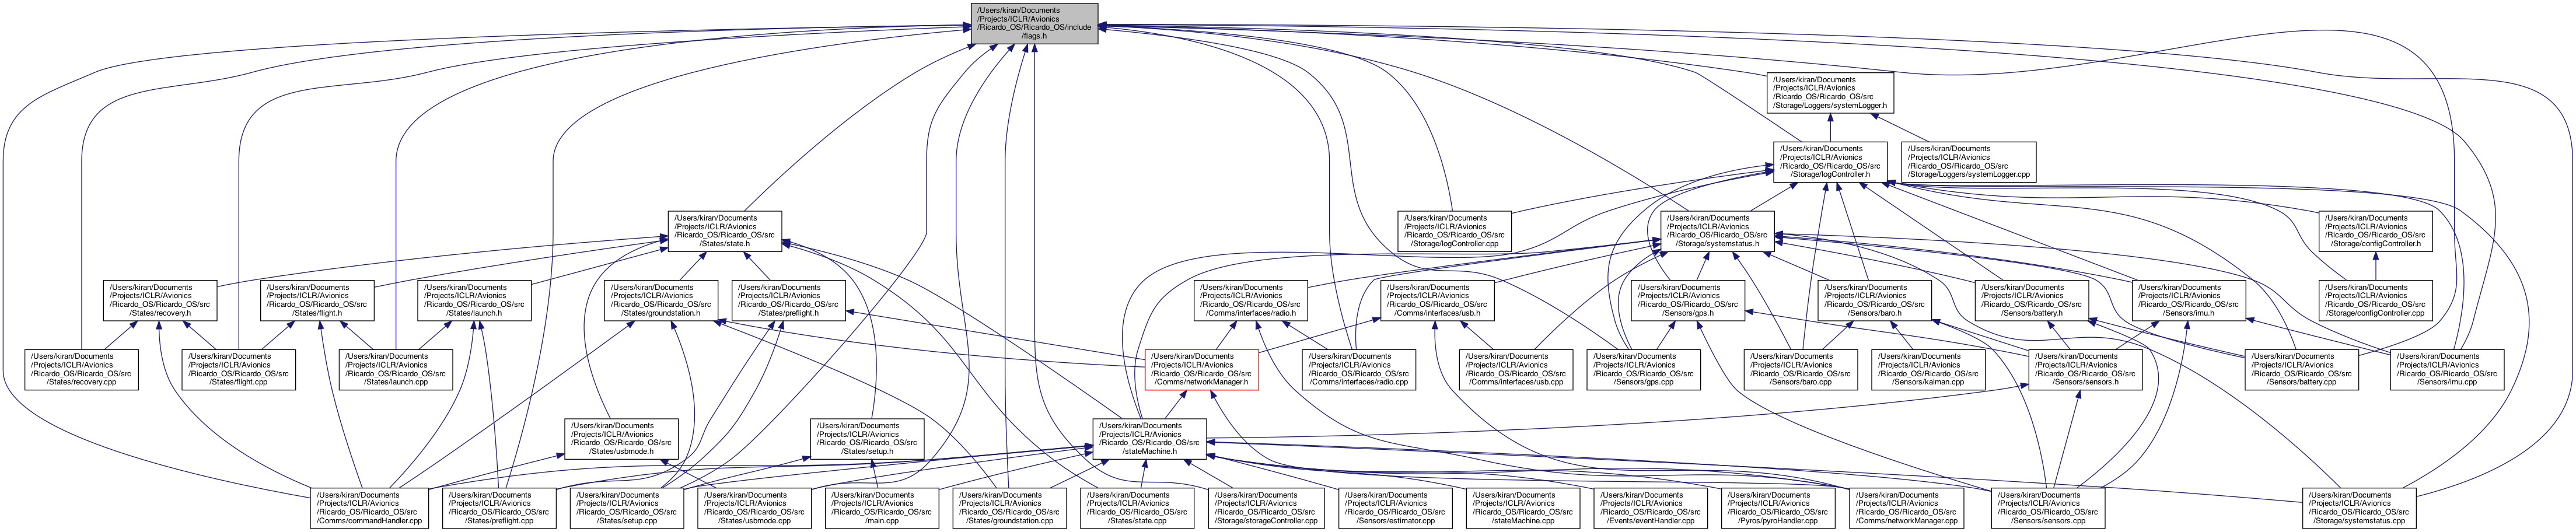 /Users/kiran/Documents
/Projects/ICLR/Avionics
/Ricardo_OS/Ricardo_OS/include
/flags.h
/Users/kiran/Documents
/Projects/ICLR/Avionics
/Ricardo_OS/Ricardo_OS/src
/Storage/Loggers/systemLogger.h
/Users/kiran/Documents
/Projects/ICLR/Avionics
/Ricardo_OS/Ricardo_OS/src
/Storage/logController.h
/Users/kiran/Documents
/Projects/ICLR/Avionics
/Ricardo_OS/Ricardo_OS/src
/Storage/Loggers/systemLogger.cpp
/Users/kiran/Documents
/Projects/ICLR/Avionics
/Ricardo_OS/Ricardo_OS/src
/States/state.h
/Users/kiran/Documents
/Projects/ICLR/Avionics
/Ricardo_OS/Ricardo_OS/src
/Storage/logController.cpp
/Users/kiran/Documents
/Projects/ICLR/Avionics
/Ricardo_OS/Ricardo_OS/src
/Storage/systemstatus.h
/Users/kiran/Documents
/Projects/ICLR/Avionics
/Ricardo_OS/Ricardo_OS/src
/Storage/configController.h
/Users/kiran/Documents
/Projects/ICLR/Avionics
/Ricardo_OS/Ricardo_OS/src
/States/recovery.h
/Users/kiran/Documents
/Projects/ICLR/Avionics
/Ricardo_OS/Ricardo_OS/src
/States/flight.h
/Users/kiran/Documents
/Projects/ICLR/Avionics
/Ricardo_OS/Ricardo_OS/src
/States/launch.h
/Users/kiran/Documents
/Projects/ICLR/Avionics
/Ricardo_OS/Ricardo_OS/src
/States/groundstation.h
/Users/kiran/Documents
/Projects/ICLR/Avionics
/Ricardo_OS/Ricardo_OS/src
/States/preflight.h
/Users/kiran/Documents
/Projects/ICLR/Avionics
/Ricardo_OS/Ricardo_OS/src
/Comms/interfaces/radio.h
/Users/kiran/Documents
/Projects/ICLR/Avionics
/Ricardo_OS/Ricardo_OS/src
/Comms/interfaces/usb.h
/Users/kiran/Documents
/Projects/ICLR/Avionics
/Ricardo_OS/Ricardo_OS/src
/Sensors/gps.h
/Users/kiran/Documents
/Projects/ICLR/Avionics
/Ricardo_OS/Ricardo_OS/src
/Sensors/baro.h
/Users/kiran/Documents
/Projects/ICLR/Avionics
/Ricardo_OS/Ricardo_OS/src
/Sensors/battery.h
/Users/kiran/Documents
/Projects/ICLR/Avionics
/Ricardo_OS/Ricardo_OS/src
/Sensors/imu.h
/Users/kiran/Documents
/Projects/ICLR/Avionics
/Ricardo_OS/Ricardo_OS/src
/Storage/configController.cpp
/Users/kiran/Documents
/Projects/ICLR/Avionics
/Ricardo_OS/Ricardo_OS/src
/States/recovery.cpp
/Users/kiran/Documents
/Projects/ICLR/Avionics
/Ricardo_OS/Ricardo_OS/src
/States/flight.cpp
/Users/kiran/Documents
/Projects/ICLR/Avionics
/Ricardo_OS/Ricardo_OS/src
/States/launch.cpp
/Users/kiran/Documents
/Projects/ICLR/Avionics
/Ricardo_OS/Ricardo_OS/src
/Comms/networkManager.h
/Users/kiran/Documents
/Projects/ICLR/Avionics
/Ricardo_OS/Ricardo_OS/src
/Comms/interfaces/radio.cpp
/Users/kiran/Documents
/Projects/ICLR/Avionics
/Ricardo_OS/Ricardo_OS/src
/Comms/interfaces/usb.cpp
/Users/kiran/Documents
/Projects/ICLR/Avionics
/Ricardo_OS/Ricardo_OS/src
/Sensors/gps.cpp
/Users/kiran/Documents
/Projects/ICLR/Avionics
/Ricardo_OS/Ricardo_OS/src
/Sensors/baro.cpp
/Users/kiran/Documents
/Projects/ICLR/Avionics
/Ricardo_OS/Ricardo_OS/src
/Sensors/kalman.cpp
/Users/kiran/Documents
/Projects/ICLR/Avionics
/Ricardo_OS/Ricardo_OS/src
/Sensors/sensors.h
/Users/kiran/Documents
/Projects/ICLR/Avionics
/Ricardo_OS/Ricardo_OS/src
/Sensors/battery.cpp
/Users/kiran/Documents
/Projects/ICLR/Avionics
/Ricardo_OS/Ricardo_OS/src
/Sensors/imu.cpp
/Users/kiran/Documents
/Projects/ICLR/Avionics
/Ricardo_OS/Ricardo_OS/src
/States/usbmode.h
/Users/kiran/Documents
/Projects/ICLR/Avionics
/Ricardo_OS/Ricardo_OS/src
/States/setup.h
/Users/kiran/Documents
/Projects/ICLR/Avionics
/Ricardo_OS/Ricardo_OS/src
/stateMachine.h
/Users/kiran/Documents
/Projects/ICLR/Avionics
/Ricardo_OS/Ricardo_OS/src
/Comms/commandHandler.cpp
/Users/kiran/Documents
/Projects/ICLR/Avionics
/Ricardo_OS/Ricardo_OS/src
/States/preflight.cpp
/Users/kiran/Documents
/Projects/ICLR/Avionics
/Ricardo_OS/Ricardo_OS/src
/States/setup.cpp
/Users/kiran/Documents
/Projects/ICLR/Avionics
/Ricardo_OS/Ricardo_OS/src
/States/usbmode.cpp
/Users/kiran/Documents
/Projects/ICLR/Avionics
/Ricardo_OS/Ricardo_OS/src
/main.cpp
/Users/kiran/Documents
/Projects/ICLR/Avionics
/Ricardo_OS/Ricardo_OS/src
/States/groundstation.cpp
/Users/kiran/Documents
/Projects/ICLR/Avionics
/Ricardo_OS/Ricardo_OS/src
/States/state.cpp
/Users/kiran/Documents
/Projects/ICLR/Avionics
/Ricardo_OS/Ricardo_OS/src
/Storage/storageController.cpp
/Users/kiran/Documents
/Projects/ICLR/Avionics
/Ricardo_OS/Ricardo_OS/src
/Sensors/estimator.cpp
/Users/kiran/Documents
/Projects/ICLR/Avionics
/Ricardo_OS/Ricardo_OS/src
/stateMachine.cpp
/Users/kiran/Documents
/Projects/ICLR/Avionics
/Ricardo_OS/Ricardo_OS/src
/Events/eventHandler.cpp
/Users/kiran/Documents
/Projects/ICLR/Avionics
/Ricardo_OS/Ricardo_OS/src
/Pyros/pyroHandler.cpp
/Users/kiran/Documents
/Projects/ICLR/Avionics
/Ricardo_OS/Ricardo_OS/src
/Comms/networkManager.cpp
/Users/kiran/Documents
/Projects/ICLR/Avionics
/Ricardo_OS/Ricardo_OS/src
/Sensors/sensors.cpp
/Users/kiran/Documents
/Projects/ICLR/Avionics
/Ricardo_OS/Ricardo_OS/src
/Storage/systemstatus.cpp